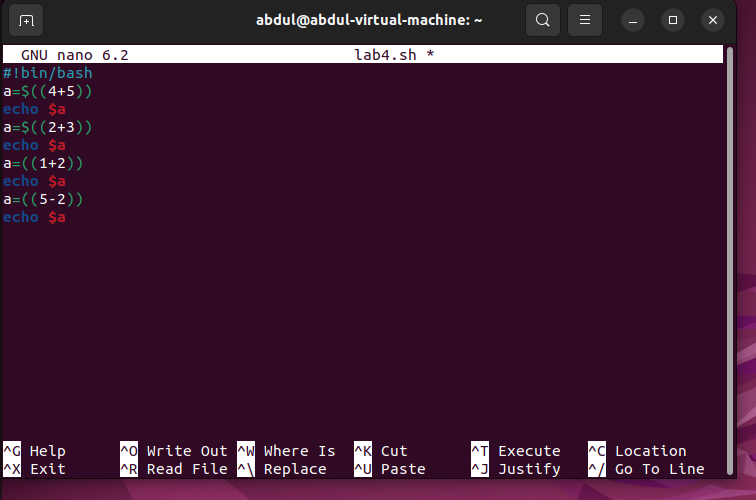 abdul@abdul-virtual-machine: ~
GNU nano 6.2 lab4.sh *
#!bin/bash
a=$((4+5))
echo $a
a=$((2+3))
echo $a
a=((1+2))
echo $a
a=((5-2))
echo $a
^G Help ^O Write Out ^W Where Is ^K Cut ^T Execute ^C Location
^X Exit ^R Read File ^\ Replace ^U Paste ^J Justify ^/ Go To Line